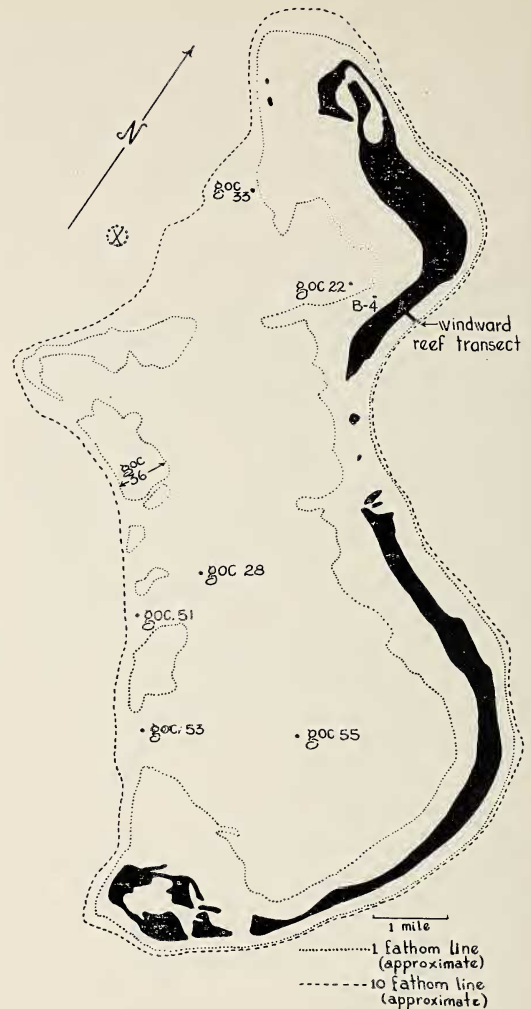 N
GOC
33
GOC 22
B-4
windward
reef transect
GOC
36
GOC 28
GOC 51
GOC 53
GOC 55
1 mile
1 fathom line
(approximate)
10 fathom line
(approximate)